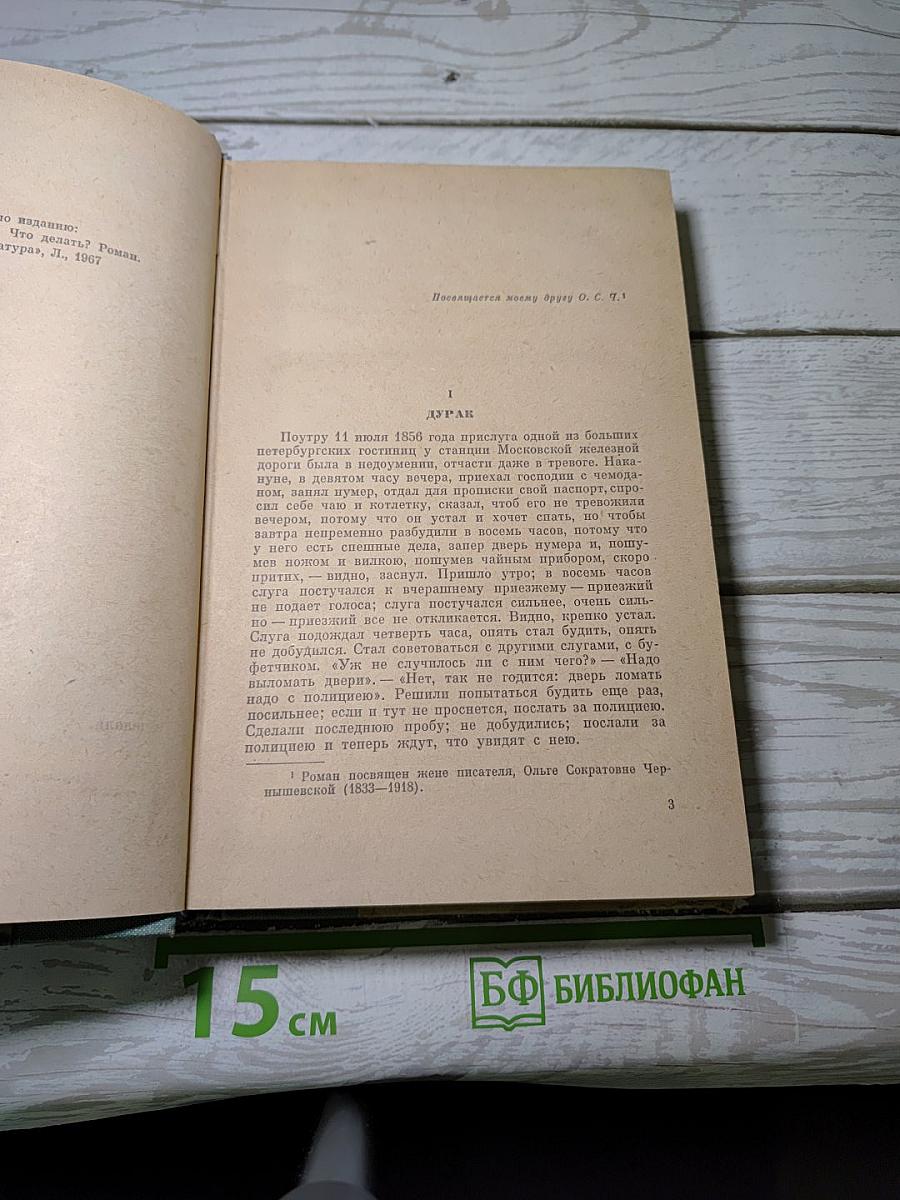 по изданию:
Что делать? Роман.
Л., 1967
Посвящается моему другу О. С. Ч.¹
I
ДУРАК
Поутру 11 июля 1856 года прислуга одной из больших
петербургских гостиниц у станции Московской железной
дороги была в недоумении, отчасти даже в тревоге. Нака-
нуне, в девятом часу вечера, приехал господин с чемода-
ном, занял нумер, отдал для прописки свой паспорт, спро-
сил себе чаю и котлетку, сказал, чтоб его не тревожили
вечером, потому что он устал и хочет спать, но чтобы
завтра непременно разбудили в восемь часов, потому что
у него есть спешные дела, запер дверь нумера и, пошу-
мев ножом и вилкою, пошумев чайным прибором, скоро
притих, — видно, заснул. Пришло утро; в восемь часов
слуга постучался к вчерашнему приезжему — приезжий
не подает голоса; слуга постучался сильнее, очень силь-
но — приезжий все не откликается. Видно, крепко устал.
Слуга подождал четверть часа, опять стал будить, опять
не добудился. Стал советоваться с другими слугами, с бу-
фетчиком. «Уж не случилось ли с ним чего?» — «Надо
выломать двери». — «Нет, так не годится: дверь ломать
надо с полициею». Решили попытаться будить еще раз,
посильнее; если и тут не проснется, послать за полициею.
Сделали последнюю пробу; не добудились; послали за
полициею и теперь ждут, что увидят с нею.
¹ Роман посвящен жене писателя, Ольге Сократовне Чер-
нышевской (1833—1918).
3
15 см
БФ БИБЛИОФАН